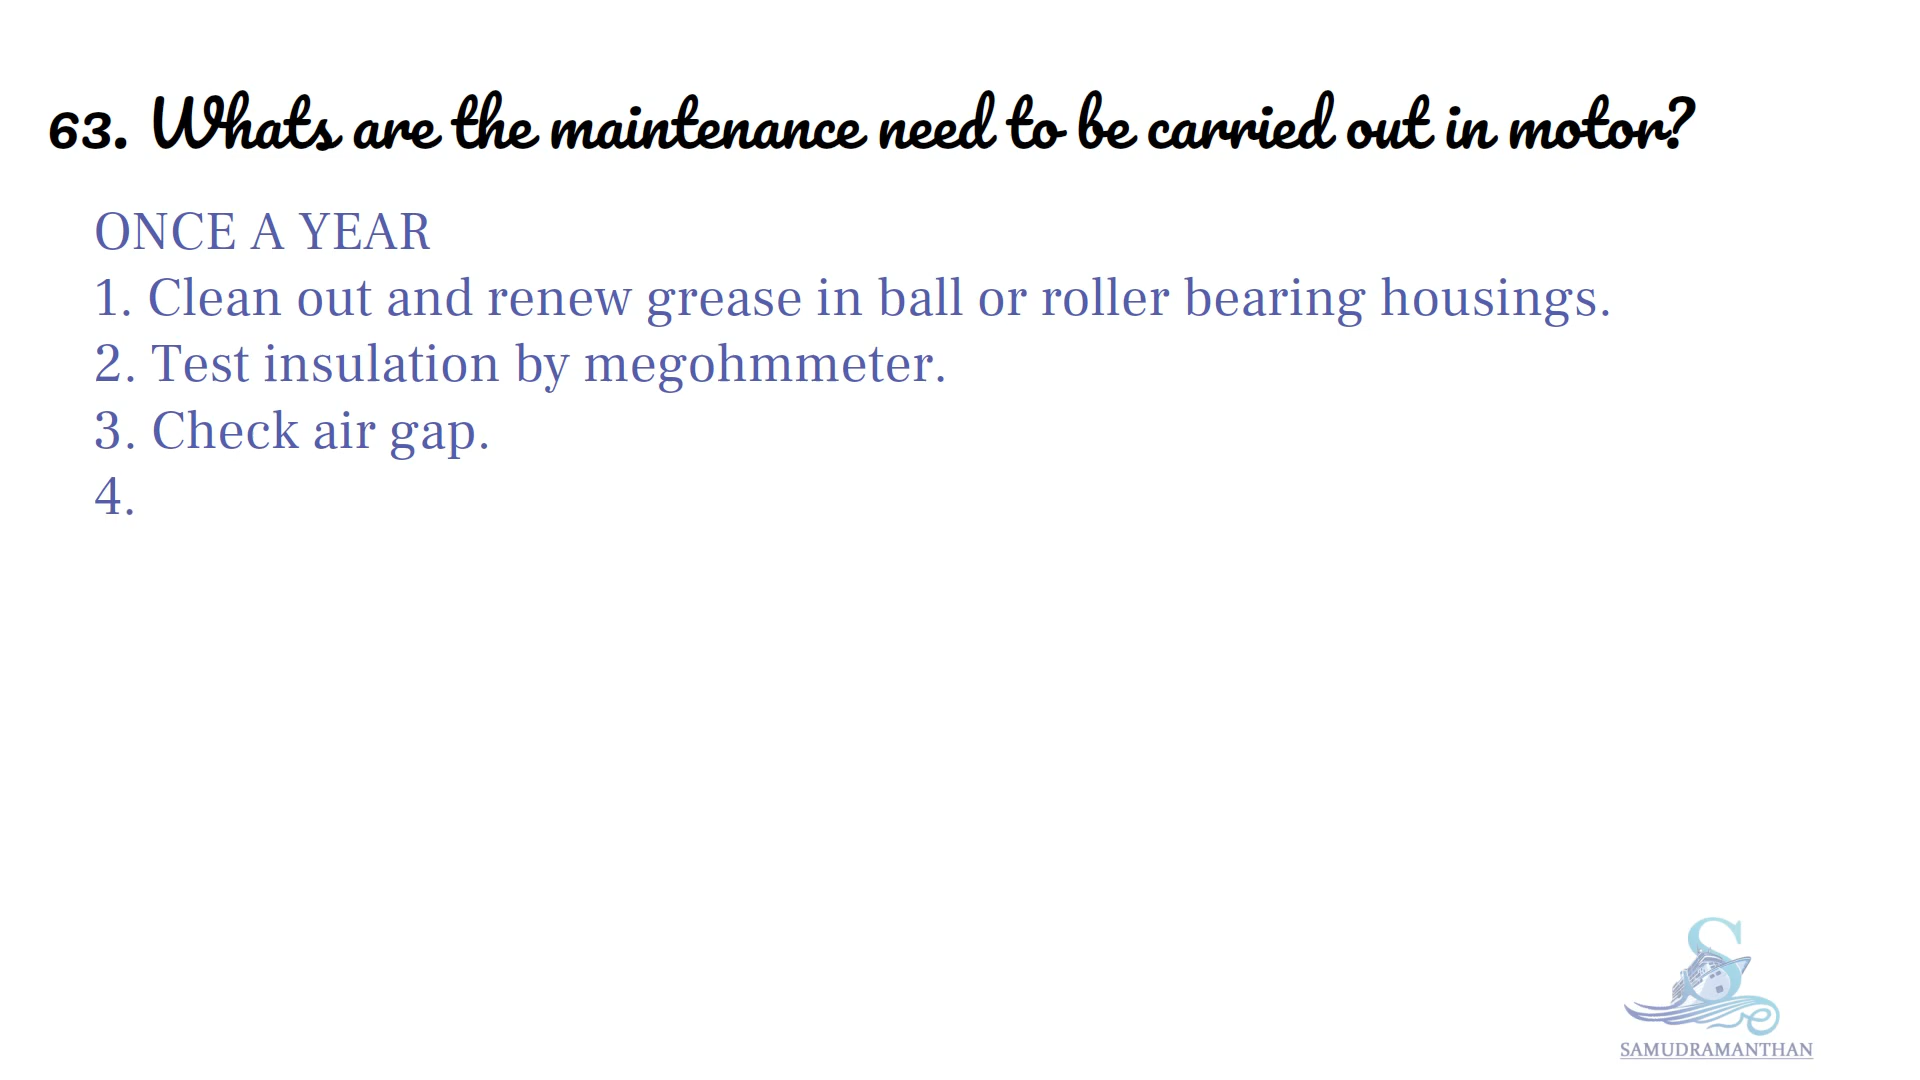 63. Whats are the maintenance need to be carried out in motor?
ONCE A YEAR
1. Clean out and renew grease in ball or roller bearing housings.
2. Test insulation by megohmmeter.
3. Check air gap.
4.
S
SAMUDRAMANTHAN